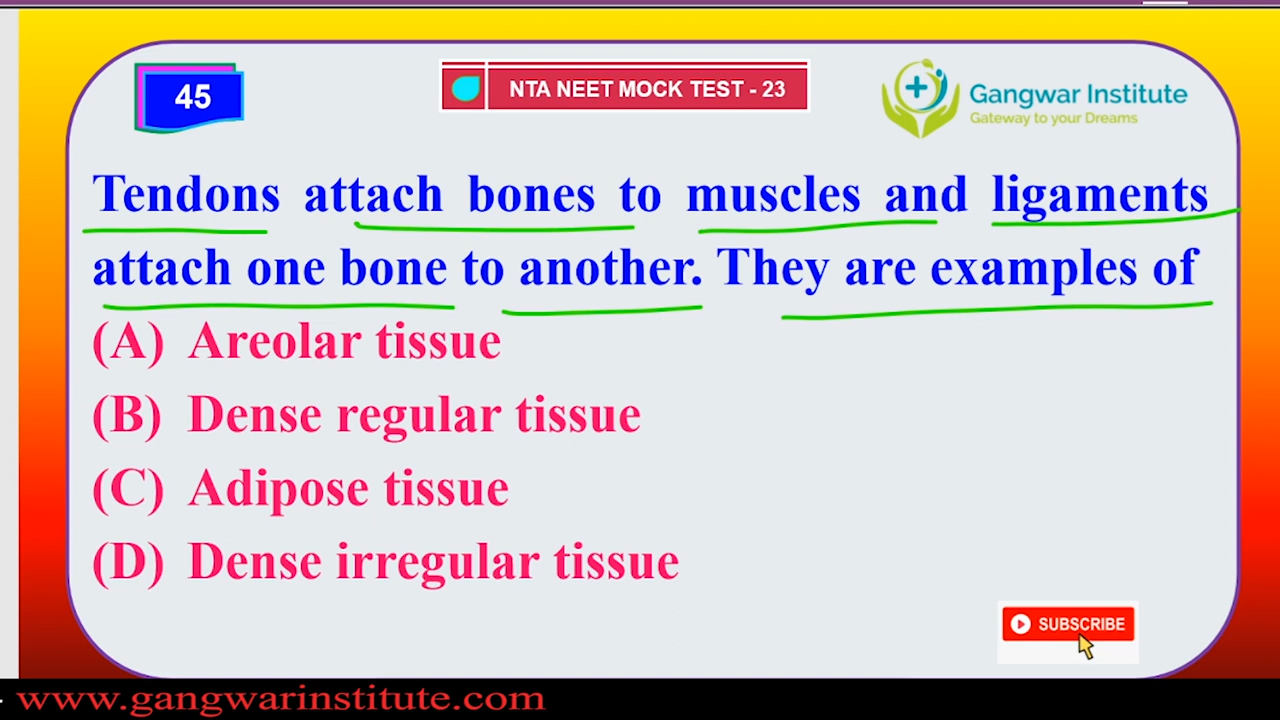 45
NTA NEET MOCK TEST - 23
Gangwar Institute
Gateway to your Dreams
Tendons attach bones to muscles and ligaments
attach one bone to another. They are examples of
(A) Areolar tissue
(B) Dense regular tissue
(C) Adipose tissue
(D) Dense irregular tissue
SUBSCRIBE
www.gangwarinstitute.com